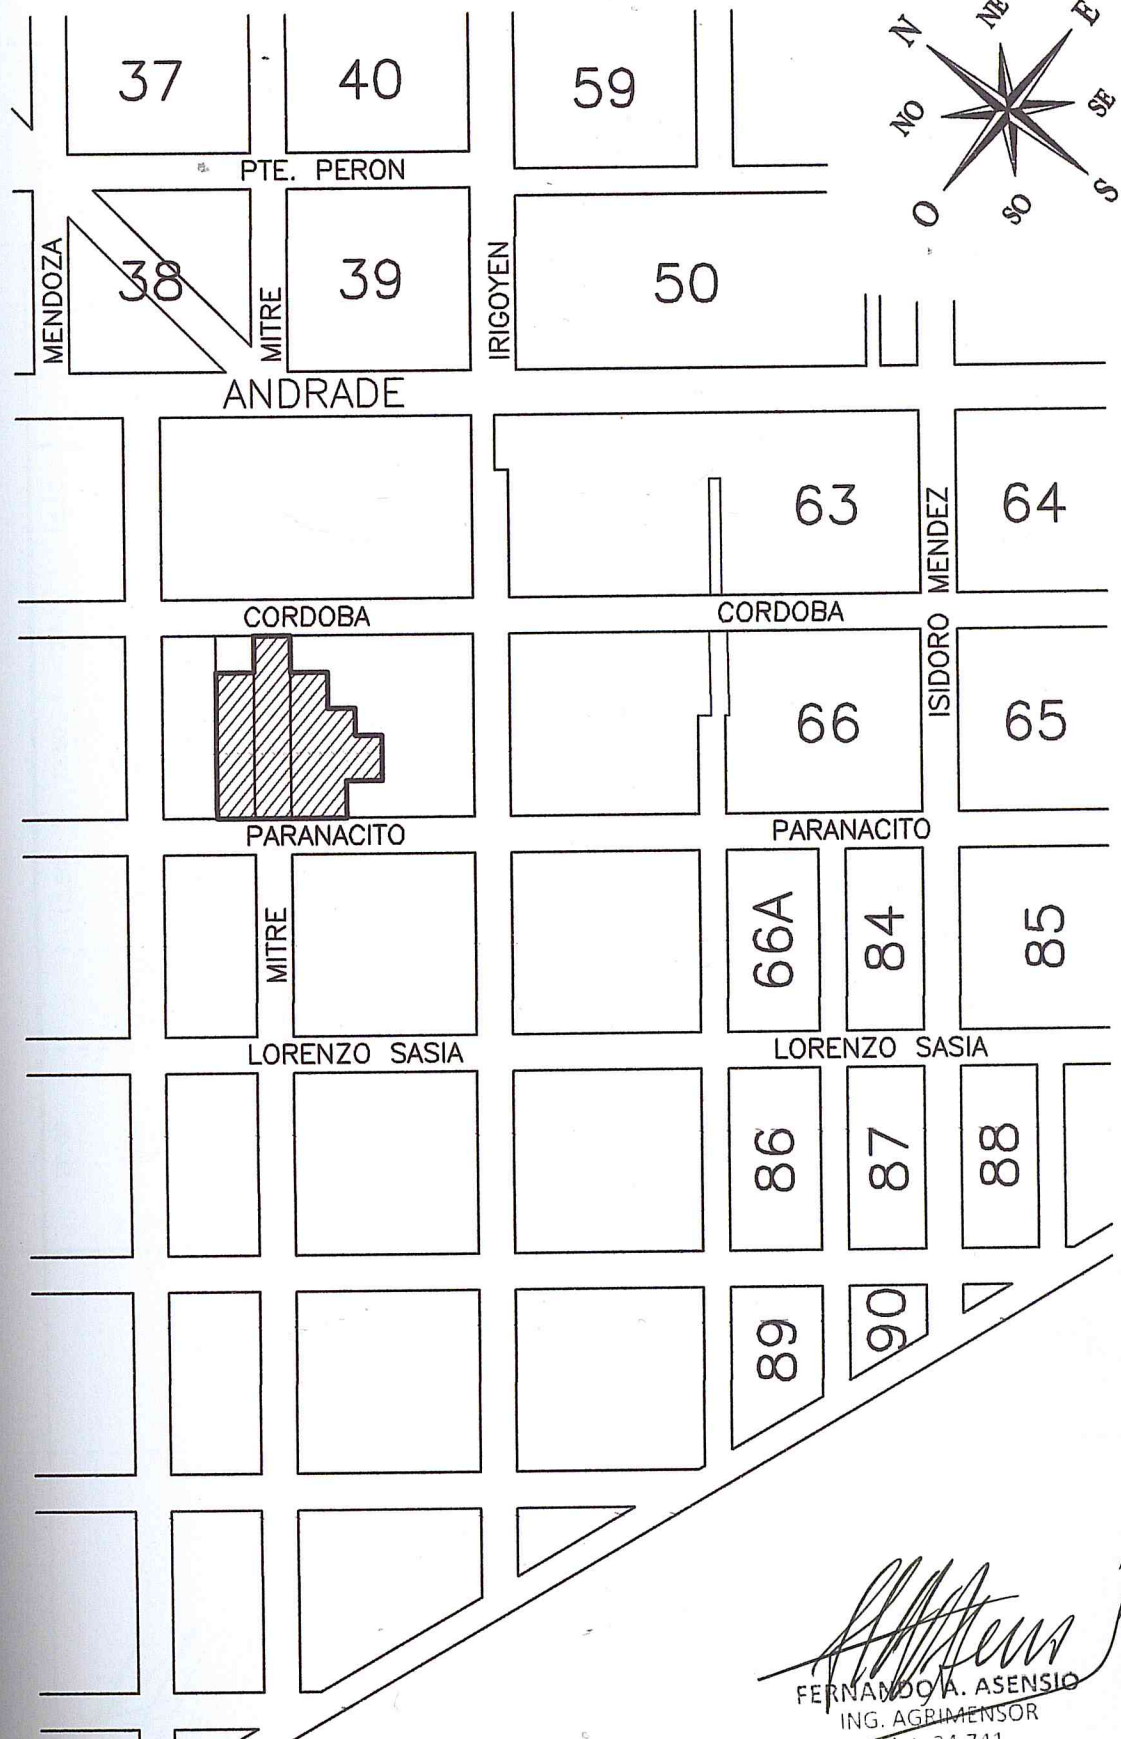 N
NE
E
NO
SE
O
SO
S
37
40
59
PTE. PERON
MENDOZA
38
MITRE
39
IRIGOYEN
50
ANDRADE
63
ISIDORO MENDEZ
64
CORDOBA
CORDOBA
66
65
PARANACITO
PARANACITO
MITRE
66A
84
85
LORENZO SASIA
LORENZO SASIA
86
87
88
89
90
FERNANDO A. ASENSIO
ING. AGRIMENSOR
24.741